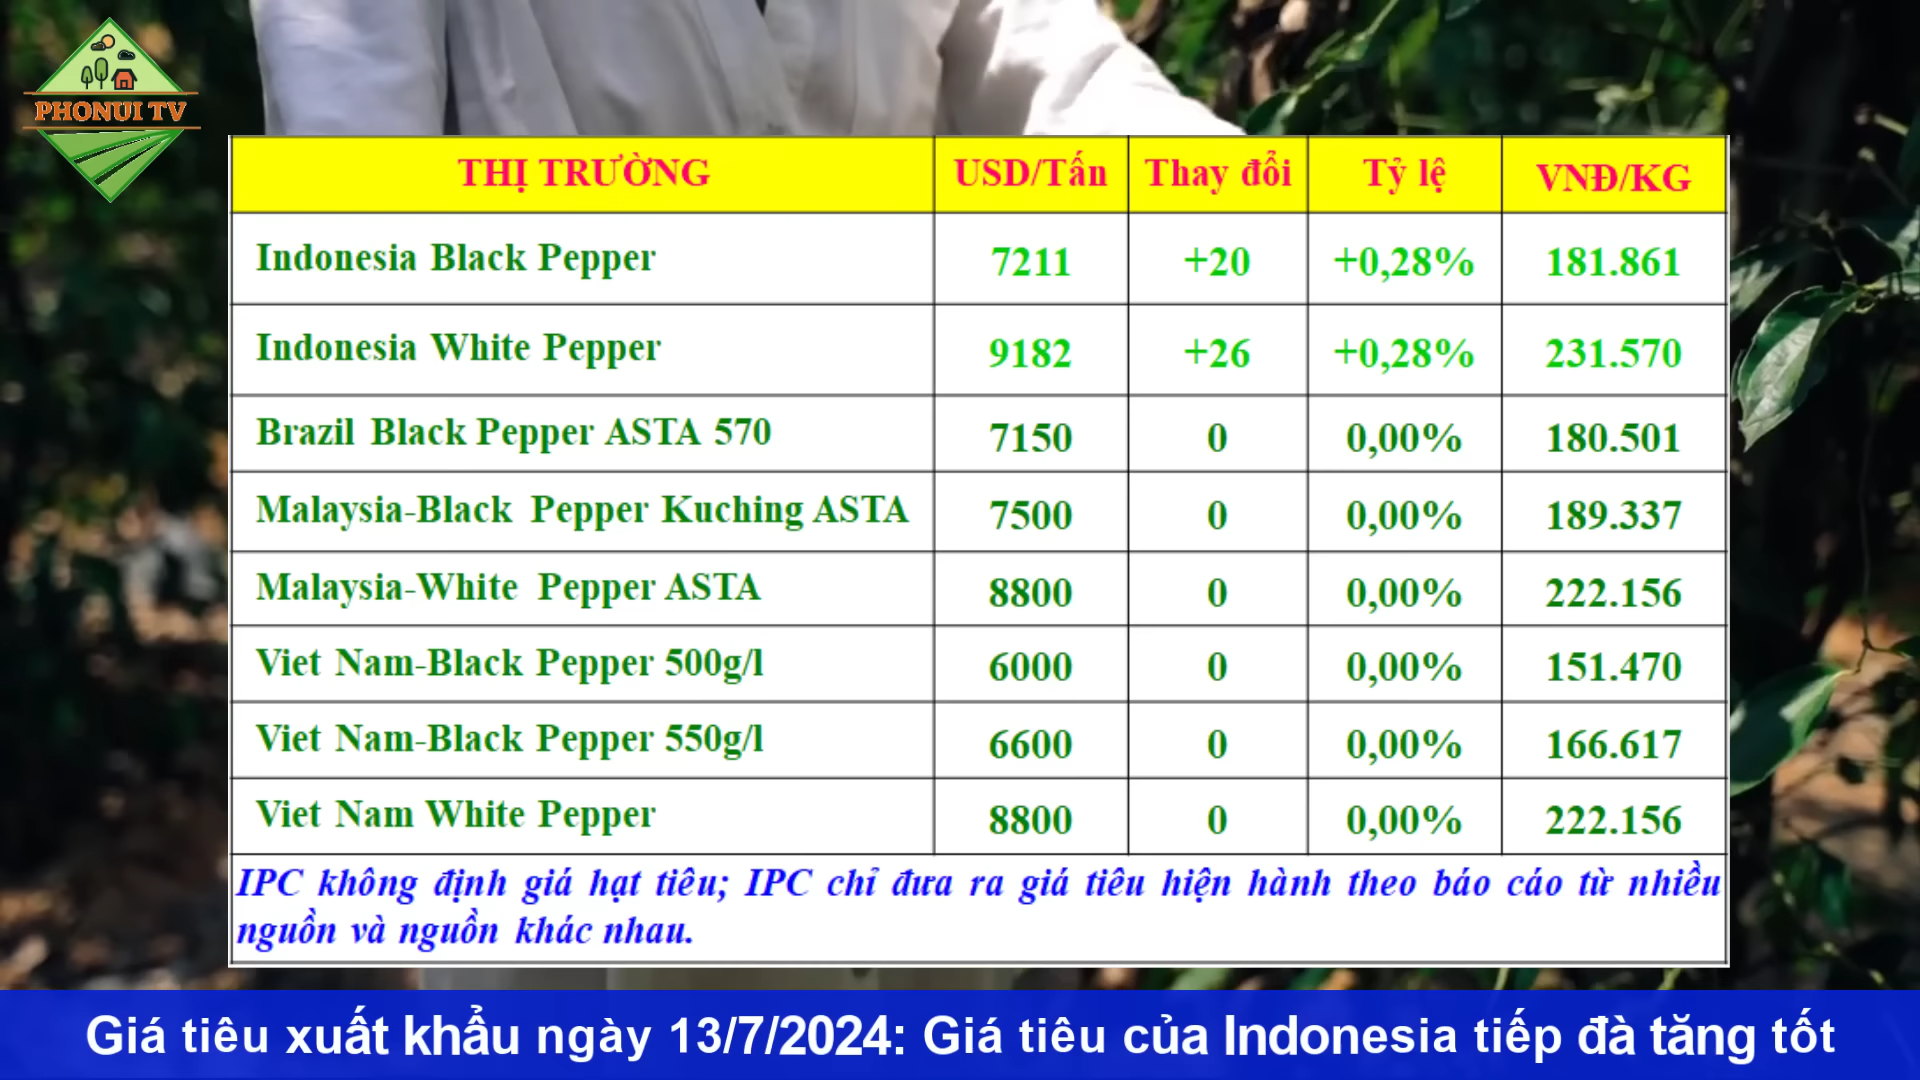 PHONUI TV
THỊ TRƯỜNG USD/Tấn Thay đổi Tỷ lệ VNĐ/KG
Indonesia Black Pepper 7211 +20 +0,28% 181.861
Indonesia White Pepper 9182 +26 +0,28% 231.570
Brazil Black Pepper ASTA 570 7150 0 0,00% 180.501
Malaysia-Black Pepper Kuching ASTA 7500 0 0,00% 189.337
Malaysia-White Pepper ASTA 8800 0 0,00% 222.156
Viet Nam-Black Pepper 500g/l 6000 0 0,00% 151.470
Viet Nam-Black Pepper 550g/l 6600 0 0,00% 166.617
Viet Nam White Pepper 8800 0 0,00% 222.156
IPC không định giá hạt tiêu; IPC chỉ đưa ra giá tiêu hiện hành theo báo cáo từ nhiều
nguồn và nguồn khác nhau.
Giá tiêu xuất khẩu ngày 13/7/2024: Giá tiêu của Indonesia tiếp đà tăng tốt